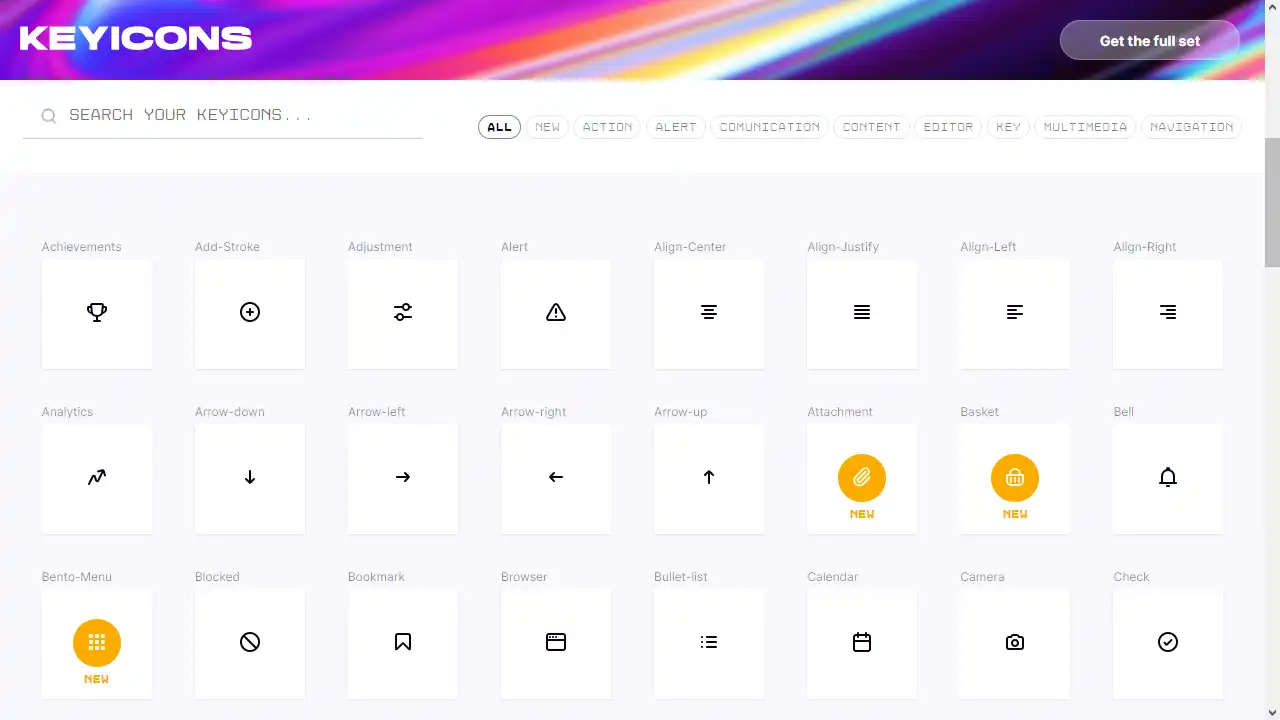 KEYICONS
Get the full set
SEARCH YOUR KEYICONS...
ALL NEW ACTION ALERT COMUNICATION CONTENT EDITOR KEY MULTIMEDIA NAVIGATION
Achievements Add-Stroke Adjustment Alert Align-Center Align-Justify Align-Left Align-Right
Analytics Arrow-down Arrow-left Arrow-right Arrow-up Attachment Basket Bell
NEW NEW
Bento-Menu Blocked Bookmark Browser Bullet-list Calendar Camera Check
NEW